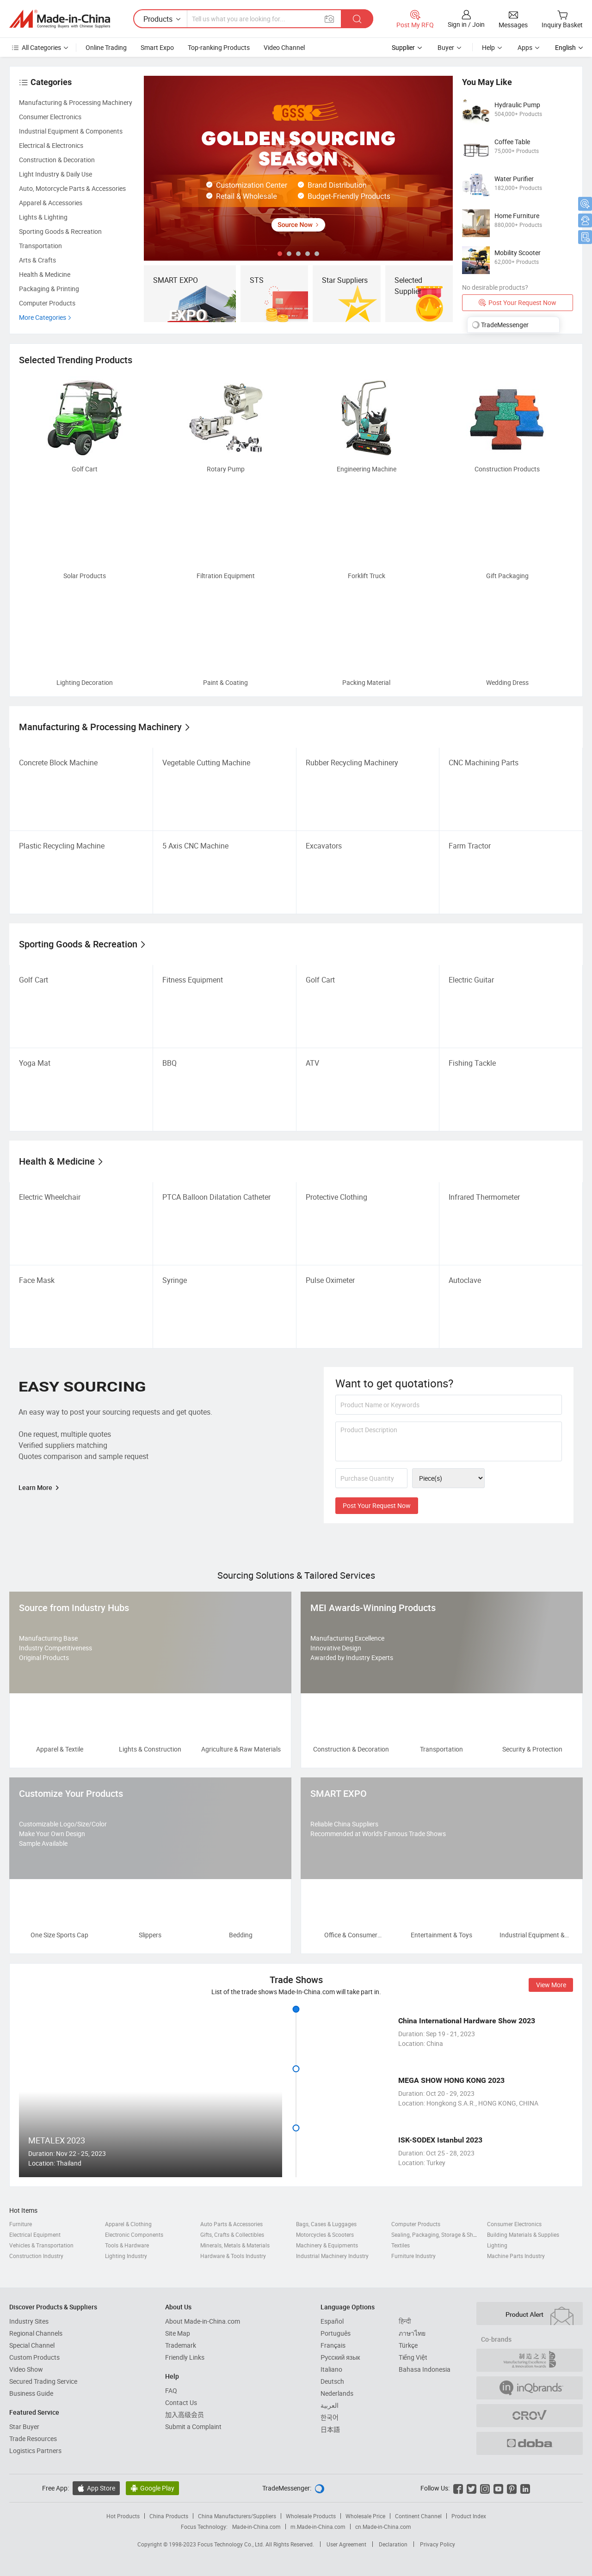 Made-in-China
Connecting Buyers with Chinese Suppliers
Products
Tell us what you are looking for...
Post My RFQ
Sign in / Join
Messages
Inquiry Basket
All Categories
Online Trading
Smart Expo
Top-ranking Products
Video Channel
Supplier
Buyer
Help
Apps
English
Categories
Manufacturing & Processing Machinery
Consumer Electronics
Industrial Equipment & Components
Electrical & Electronics
Construction & Decoration
Light Industry & Daily Use
Auto, Motorcycle Parts & Accessories
Apparel & Accessories
Lights & Lighting
Sporting Goods & Recreation
Transportation
Arts & Crafts
Health & Medicine
Packaging & Printing
Computer Products
More Categories
GSS
GOLDEN SOURCING
SEASON
Customization Center
Brand Distribution
Retail & Wholesale
Budget-Friendly Products
Source Now
SMART EXPO
EXPO
STS
Star Suppliers
Selected
Suppliers
You May Like
Hydraulic Pump
504,000+ Products
Coffee Table
75,000+ Products
Water Purifier
182,000+ Products
Home Furniture
880,000+ Products
Mobility Scooter
62,000+ Products
No desirable products?
Post Your Request Now
TradeMessenger
Selected Trending Products
Golf Cart
Rotary Pump
Engineering Machine
Construction Products
Solar Products
Filtration Equipment
Forklift Truck
Gift Packaging
Lighting Decoration
Paint & Coating
Packing Material
Wedding Dress
Manufacturing & Processing Machinery
Concrete Block Machine
Vegetable Cutting Machine
Rubber Recycling Machinery
CNC Machining Parts
Plastic Recycling Machine
5 Axis CNC Machine
Excavators
Farm Tractor
Sporting Goods & Recreation
Golf Cart
Fitness Equipment
Golf Cart
Electric Guitar
Yoga Mat
BBQ
ATV
Fishing Tackle
Health & Medicine
Electric Wheelchair
PTCA Balloon Dilatation Catheter
Protective Clothing
Infrared Thermometer
Face Mask
Syringe
Pulse Oximeter
Autoclave
EASY SOURCING
An easy way to post your sourcing requests and get quotes.
One request, multiple quotes
Verified suppliers matching
Quotes comparison and sample request
Learn More
Want to get quotations?
Product Name or Keywords
Product Description
Purchase Quantity
Piece(s)
Post Your Request Now
Sourcing Solutions & Tailored Services
Source from Industry Hubs
Manufacturing Base
Industry Competitiveness
Original Products
Apparel & Textile
Lights & Construction
Agriculture & Raw Materials
MEI Awards-Winning Products
Manufacturing Excellence
Innovative Design
Awarded by Industry Experts
Construction & Decoration
Transportation
Security & Protection
Customize Your Products
Customizable Logo/Size/Color
Make Your Own Design
Sample Available
One Size Sports Cap
Slippers
Bedding
SMART EXPO
Reliable China Suppliers
Recommended at World's Famous Trade Shows
Office & Consumer...
Entertainment & Toys
Industrial Equipment &...
Trade Shows
List of the trade shows Made-in-China.com will take part in.
View More
METALEX 2023
Duration: Nov 22 - 25, 2023
Location: Thailand
China International Hardware Show 2023
Duration: Sep 19 - 21, 2023
Location: China
MEGA SHOW HONG KONG 2023
Duration: Oct 20 - 29, 2023
Location: Hongkong S.A.R., HONG KONG, CHINA
ISK-SODEX Istanbul 2023
Duration: Oct 25 - 28, 2023
Location: Turkey
Hot Items
Furniture
Apparel & Clothing
Auto Parts & Accessories
Bags, Cases & Luggages
Computer Products
Consumer Electronics
Electrical Equipment
Electronic Components
Gifts, Crafts & Collectibles
Motorcycles & Scooters
Sealing, Packaging, Storage & Sh...
Building Materials & Supplies
Vehicles & Transportation
Tools & Hardware
Minerals, Metals & Materials
Machinery & Equipments
Textiles
Lighting
Construction Industry
Lighting Industry
Hardware & Tools Industry
Industrial Machinery Industry
Furniture Industry
Machine Parts Industry
Discover Products & Suppliers
Industry Sites
Regional Channels
Special Channel
Custom Products
Video Show
Secured Trading Service
Business Guide
Featured Service
Star Buyer
Trade Resources
Logistics Partners
About Us
About Made-in-China.com
Site Map
Trademark
Friendly Links
Help
FAQ
Contact Us
加入高级会员
Submit a Complaint
Language Options
Español
Português
Français
Русский язык
Italiano
Deutsch
Nederlands
العربية
한국어
日本語
हिन्दी
ภาษาไทย
Türkçe
Tiếng Việt
Bahasa Indonesia
Product Alert
Co-brands
制造之美
Manufacturing Excellence
& Innovation Award
inQbrands
CROV
doba
Free App:
App Store
Google Play
TradeMessenger:
Follow Us:
Hot Products
China Products
China Manufacturers/Suppliers
Wholesale Products
Wholesale Price
Continent Channel
Product Index
Focus Technology:
Made-in-China.com
m.Made-in-China.com
cn.Made-in-China.com
Copyright © 1998-2023 Focus Technology Co., Ltd. All Rights Reserved.
User Agreement
Declaration
Privacy Policy